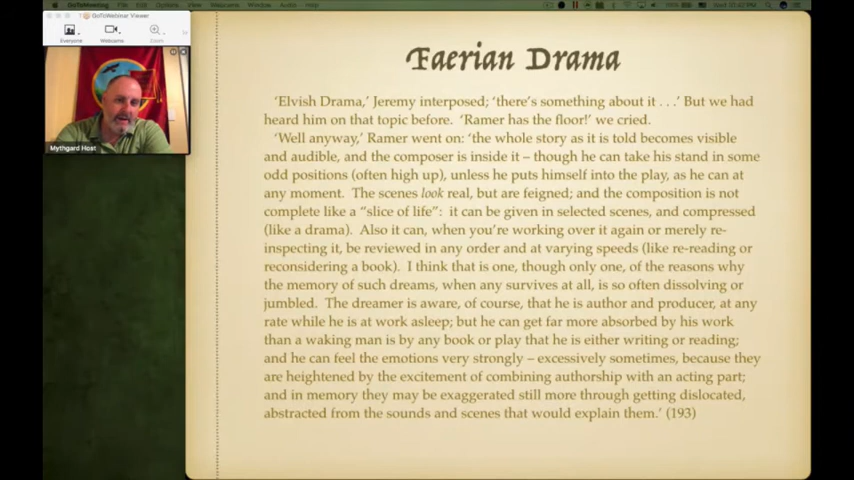 GoToWebinar Viewer
Everyone
Webcams
Zoom
Mythgard Host
Faerian Drama
‘Elvish Drama,’ Jeremy interposed; ‘there’s something about it . . .’ But we had
heard him on that topic before. ‘Ramer has the floor!’ we cried.
‘Well anyway,’ Ramer went on: ‘the whole story as it is told becomes visible
and audible, and the composer is inside it – though he can take his stand in some
odd positions (often high up), unless he puts himself into the play, as he can at
any moment. The scenes look real, but are feigned; and the composition is not
complete like a “slice of life”: it can be given in selected scenes, and compressed
(like a drama). Also it can, when you’re working over it again or merely re-
inspecting it, be reviewed in any order and at varying speeds (like re-reading or
reconsidering a book). I think that is one, though only one, of the reasons why
the memory of such dreams, when any survives at all, is so often dissolving or
jumbled. The dreamer is aware, of course, that he is author and producer, at any
rate while he is at work asleep; but he can get far more absorbed by his work
than a waking man is by any book or play that he is either writing or reading;
and he can feel the emotions very strongly – excessively sometimes, because they
are heightened by the excitement of combining authorship with an acting part;
and in memory they may be exaggerated still more through getting dislocated,
abstracted from the sounds and scenes that would explain them.’ (193)